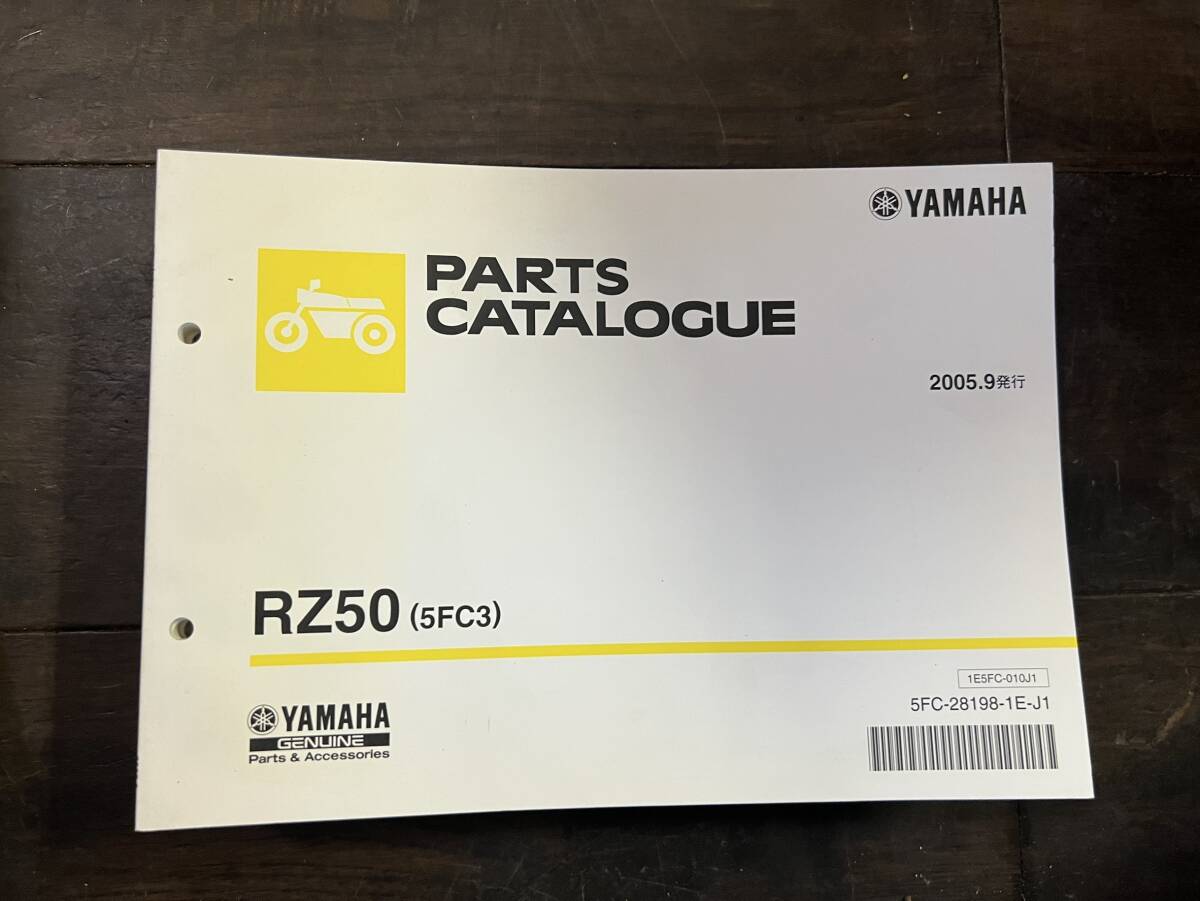 YAMAHA
PARTS
CATALOGUE
2005.9発行
RZ50 (5FC3)
1E5FC-010J1
5FC-28198-1E-J1
YAMAHA
GENUINE
Parts & Accessories